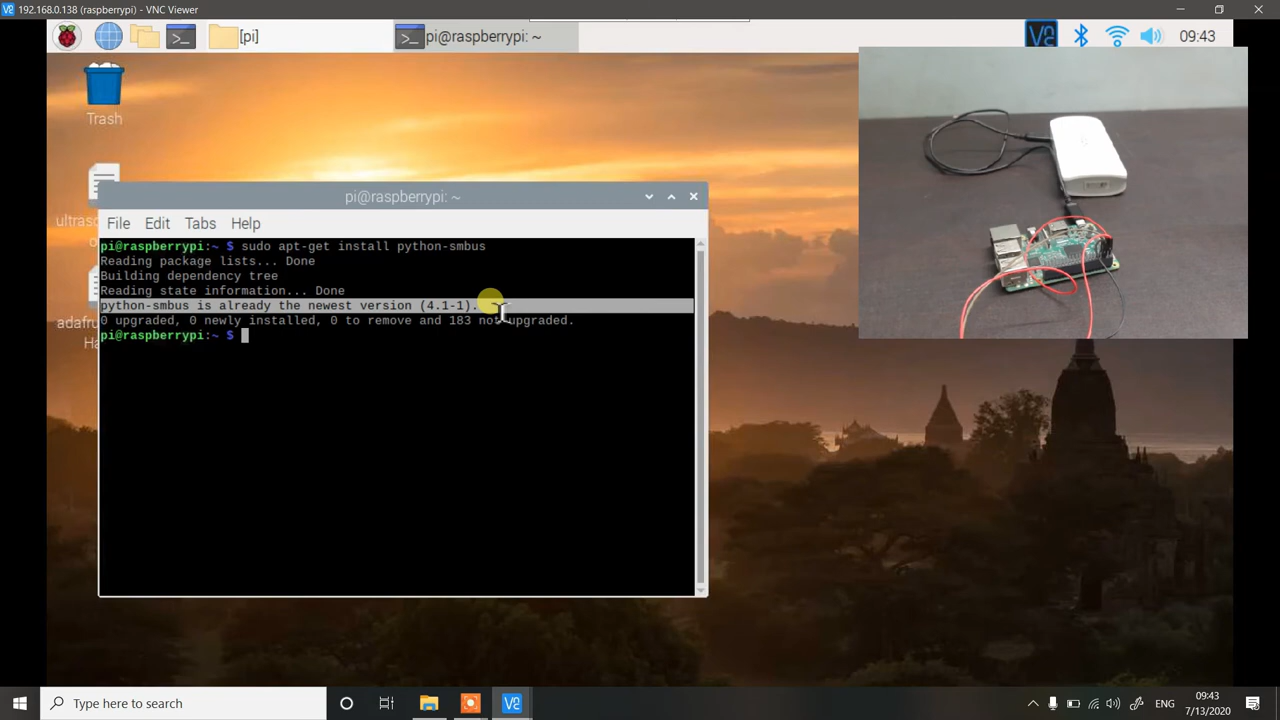 192.168.0.138 (raspberrypi) - VNC Viewer
[pi]
pi@raspberrypi: ~
09:43
Trash
ultraso
o
adafru
Ha
pi@raspberrypi: ~
File Edit Tabs Help
pi@raspberrypi:~ $ sudo apt-get install python-smbus
Reading package lists... Done
Building dependency tree
Reading state information... Done
python-smbus is already the newest version (4.1-1).
0 upgraded, 0 newly installed, 0 to remove and 183 not upgraded.
pi@raspberrypi:~ $
Type here to search
ENG
09:43
7/13/2020